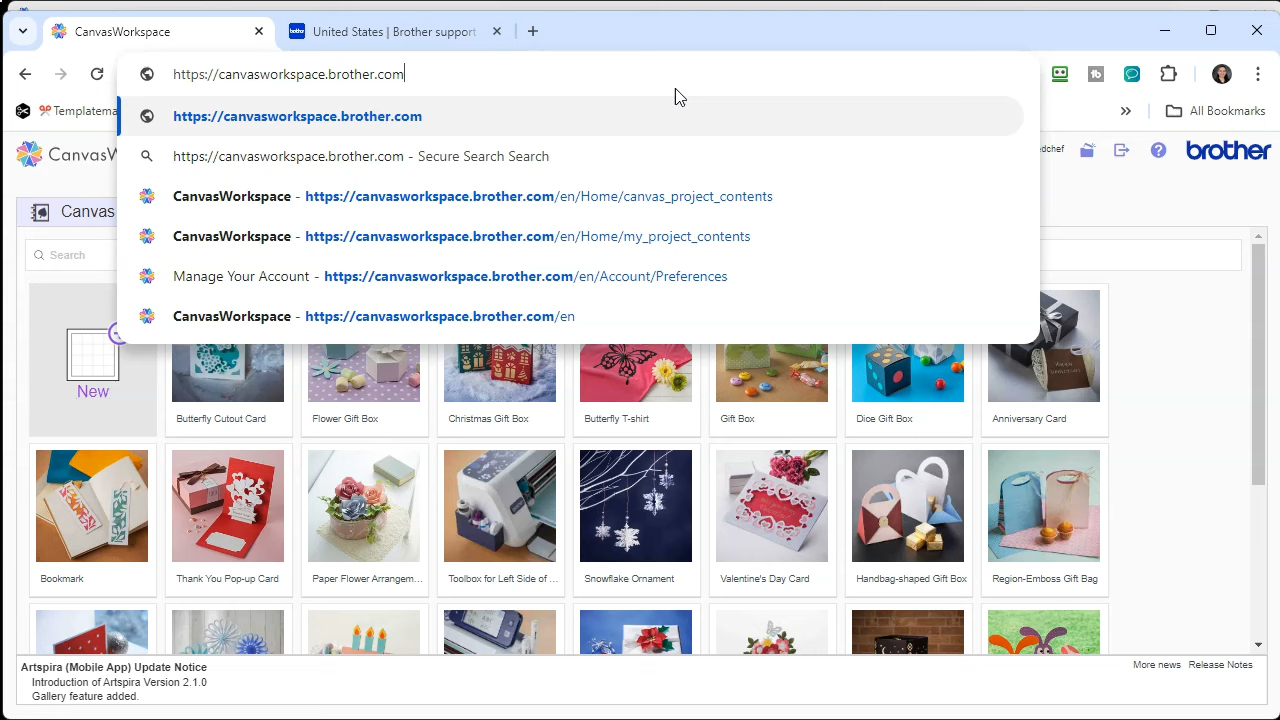 CanvasWorkspace
brother
United States | Brother support
https://canvasworkspace.brother.com
Templatema
All Bookmarks
https://canvasworkspace.brother.com
https://canvasworkspace.brother.com - Secure Search Search
CanvasWorkspace - https://canvasworkspace.brother.com/en/Home/canvas_project_contents
CanvasWorkspace - https://canvasworkspace.brother.com/en/Home/my_project_contents
Manage Your Account - https://canvasworkspace.brother.com/en/Account/Preferences
CanvasWorkspace - https://canvasworkspace.brother.com/en
CanvasW
edchef
brother
Canvas
Search
New
Butterfly Cutout Card
Flower Gift Box
Christmas Gift Box
Butterfly T-shirt
Gift Box
Dice Gift Box
Anniversary Card
Bookmark
Thank You Pop-up Card
Paper Flower Arrangem...
Toolbox for Left Side of ...
Snowflake Ornament
Valentine's Day Card
Handbag-shaped Gift Box
Region-Emboss Gift Bag
Artspira (Mobile App) Update Notice
Introduction of Artspira Version 2.1.0
Gallery feature added.
More news
Release Notes